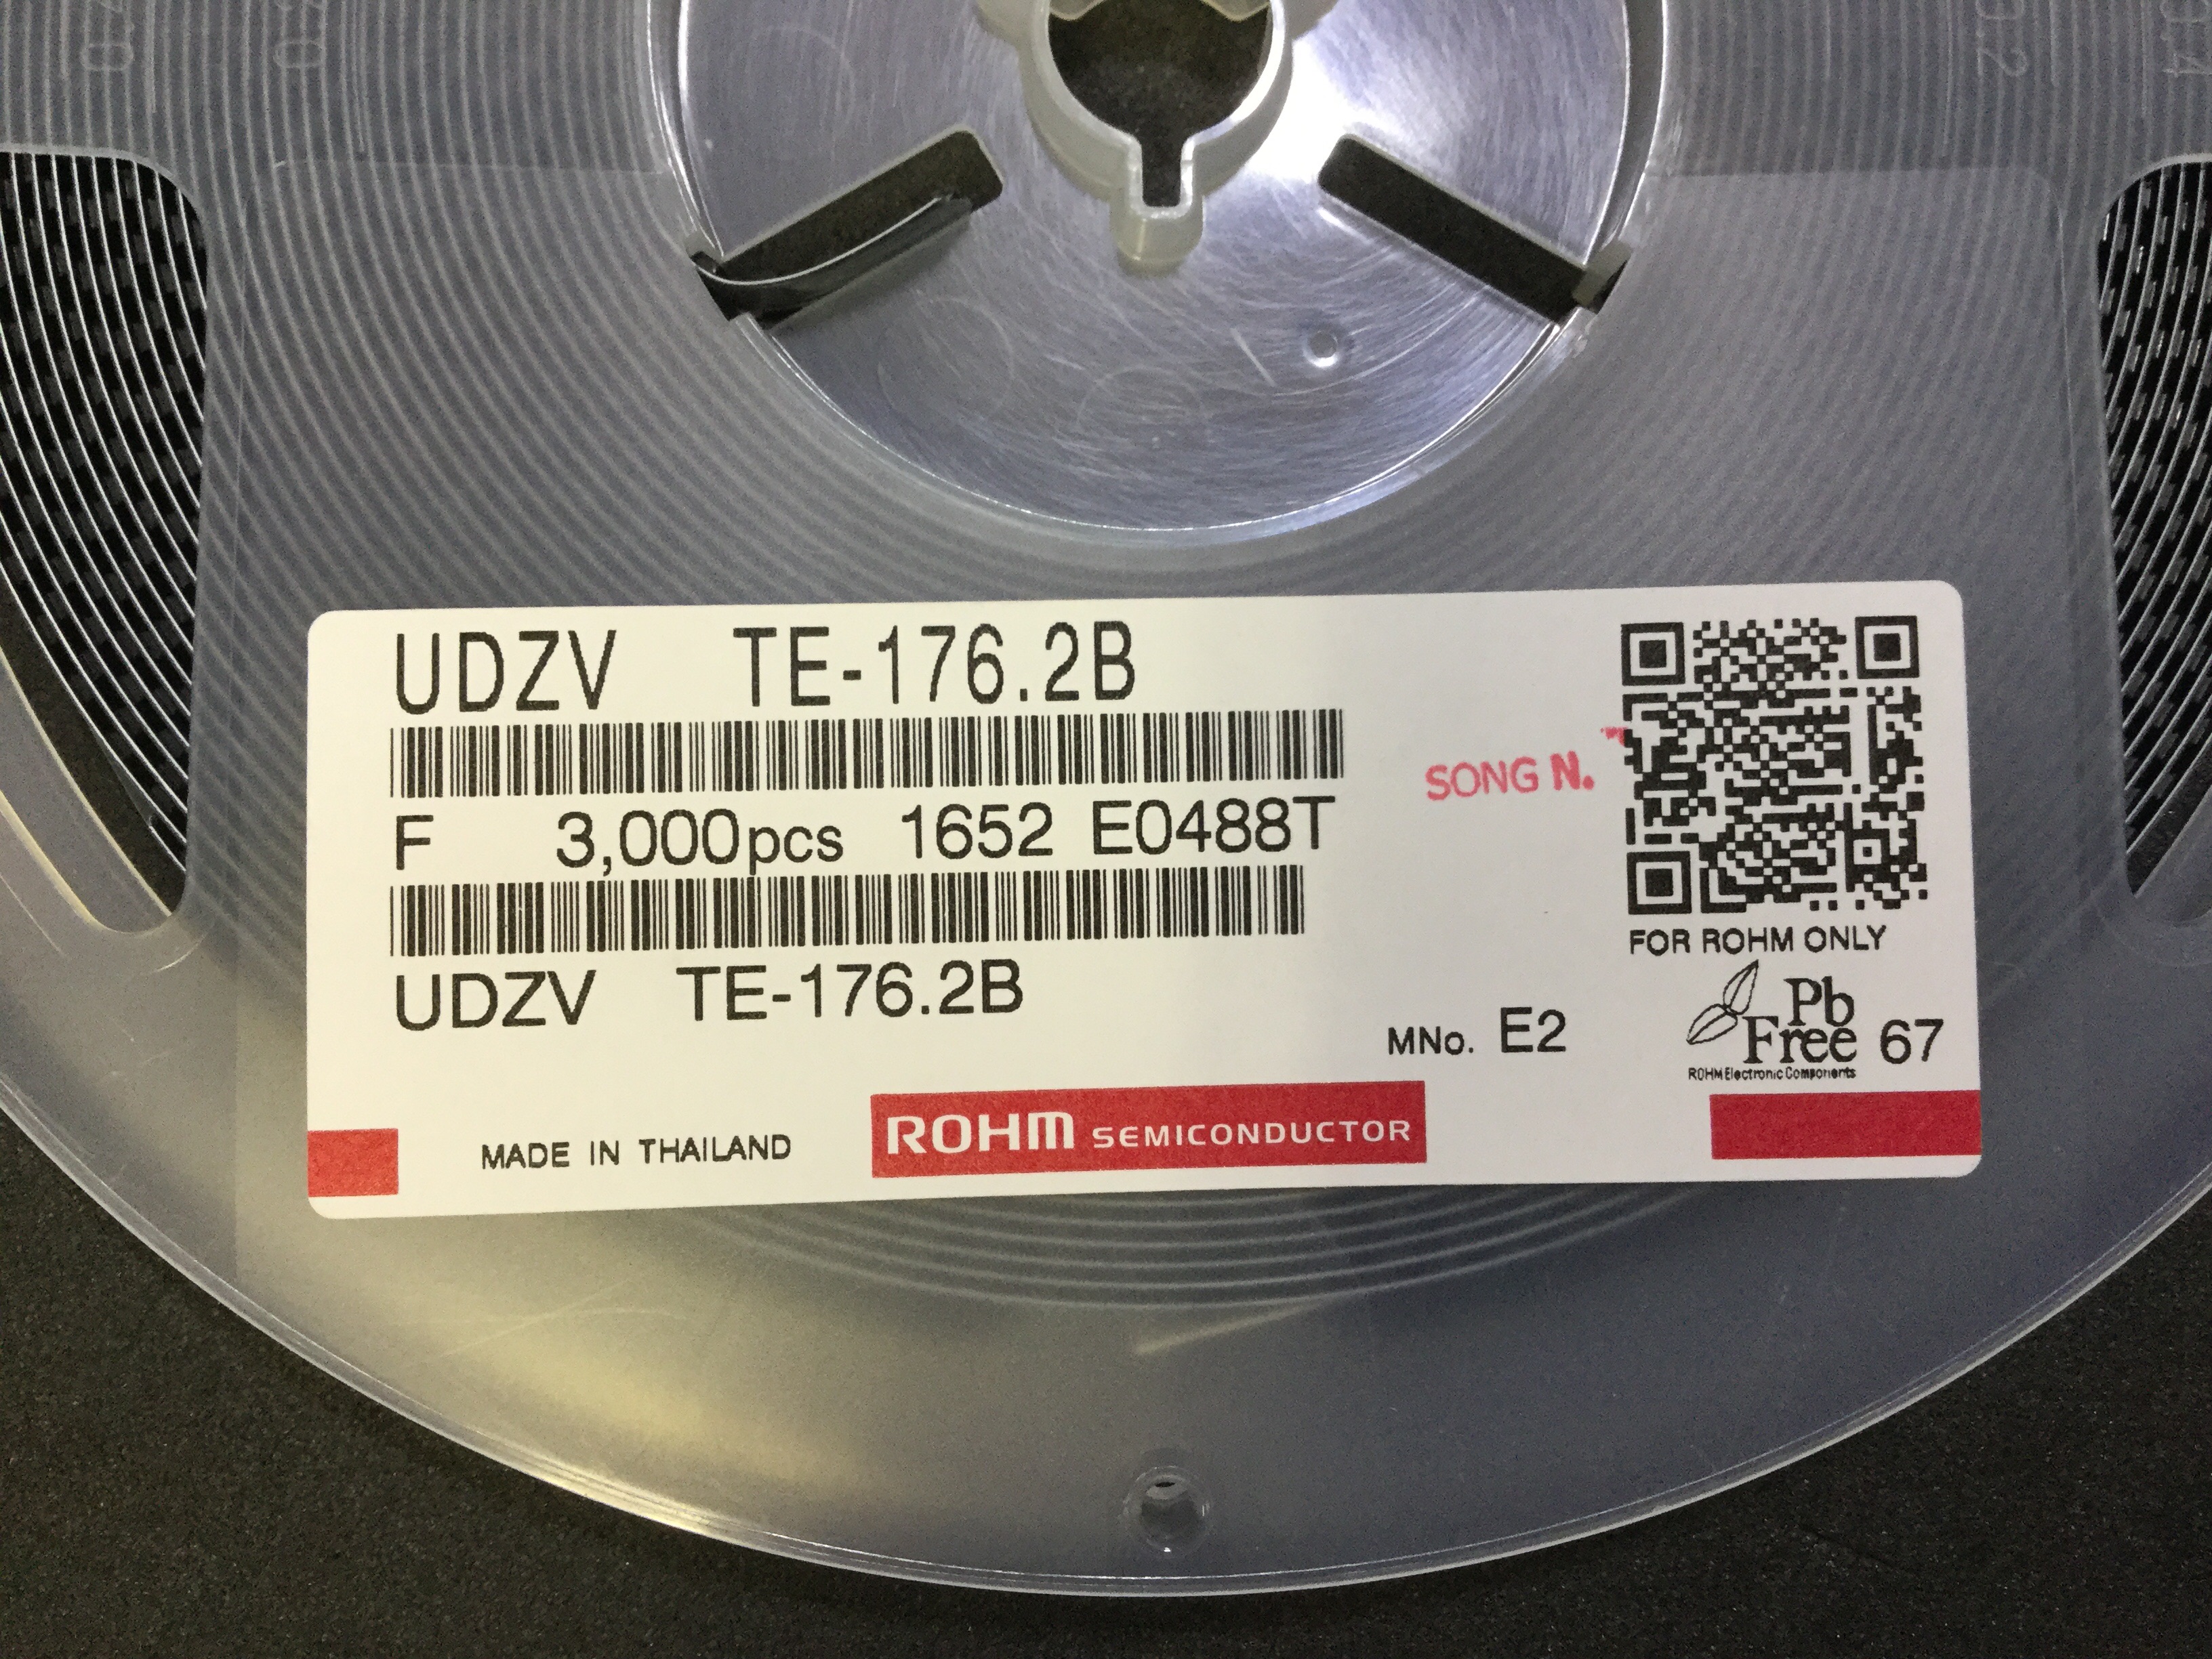 UDZV TE-176.2B
SONG N.
F 3,000pcs 1652 E0488T
UDZV TE-176.2B
FOR ROHM ONLY
MNo. E2
Pb
Free 67
ROHM Electronic Components
MADE IN THAILAND
ROHM SEMICONDUCTOR